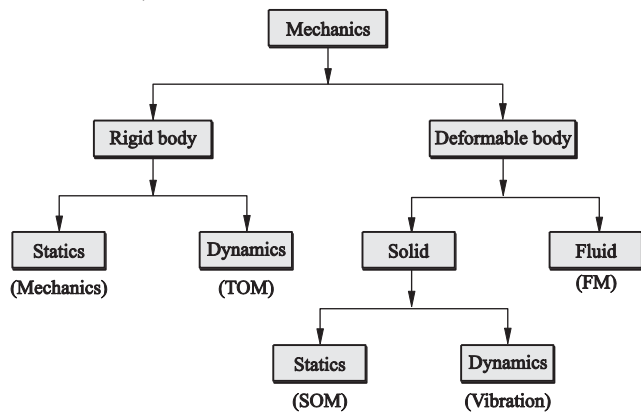 Mechanics
Rigid body
Deformable body
Statics
Dynamics
Solid
Fluid
(Mechanics)
(TOM)
(FM)
Statics
Dynamics
(SOM)
(Vibration)